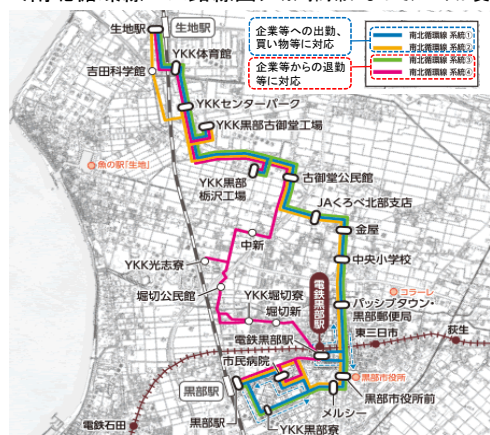 企業等への出勤、
買い物等に対応
企業等からの退勤
等に対応
南北循環線 系統①
南北循環線 系統②
南北循環線 系統③
南北循環線 系統④
生地駅
生地駅
YKK体育館
吉田科学館
YKKセンターパーク
YKK黒部古御堂工場
魚の駅「生地」
YKK黒部
栃沢工場
古御堂公民館
JAくろべ北部支店
金屋
中新
YKK光志寮
中央小学校
堀切公民館
電鉄黒部駅
コラーレ
YKK堀切寮
堀切新
パッシブタウン・
黒部郵便局
東三日市
荻生
電鉄黒部駅
市民病院
黒部駅
黒部市役所
黒部市役所前
メルシー
黒部駅
YKK黒部寮
電鉄石田